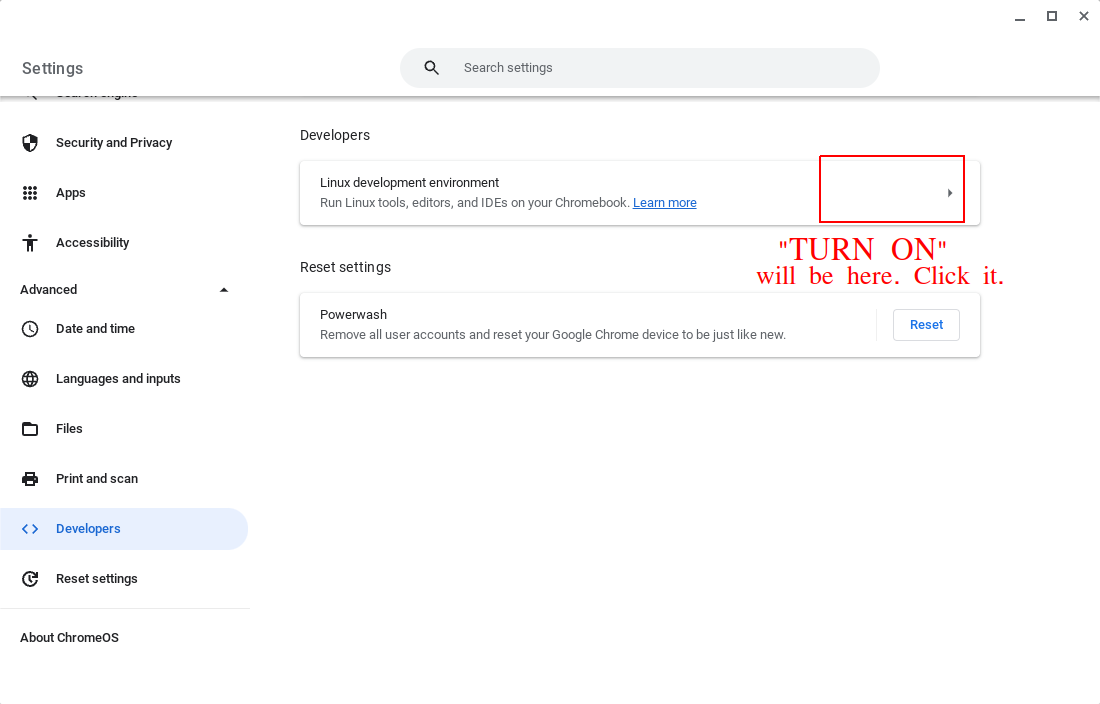 Settings
Search settings
Search engine
Security and Privacy
Apps
Accessibility
Advanced
Date and time
Languages and inputs
Files
Print and scan
Developers
Reset settings
About ChromeOS
Developers
Linux development environment
Run Linux tools, editors, and IDEs on your Chromebook. Learn more
"TURN ON"
will be here. Click it.
Reset settings
Powerwash
Remove all user accounts and reset your Google Chrome device to be just like new.
Reset